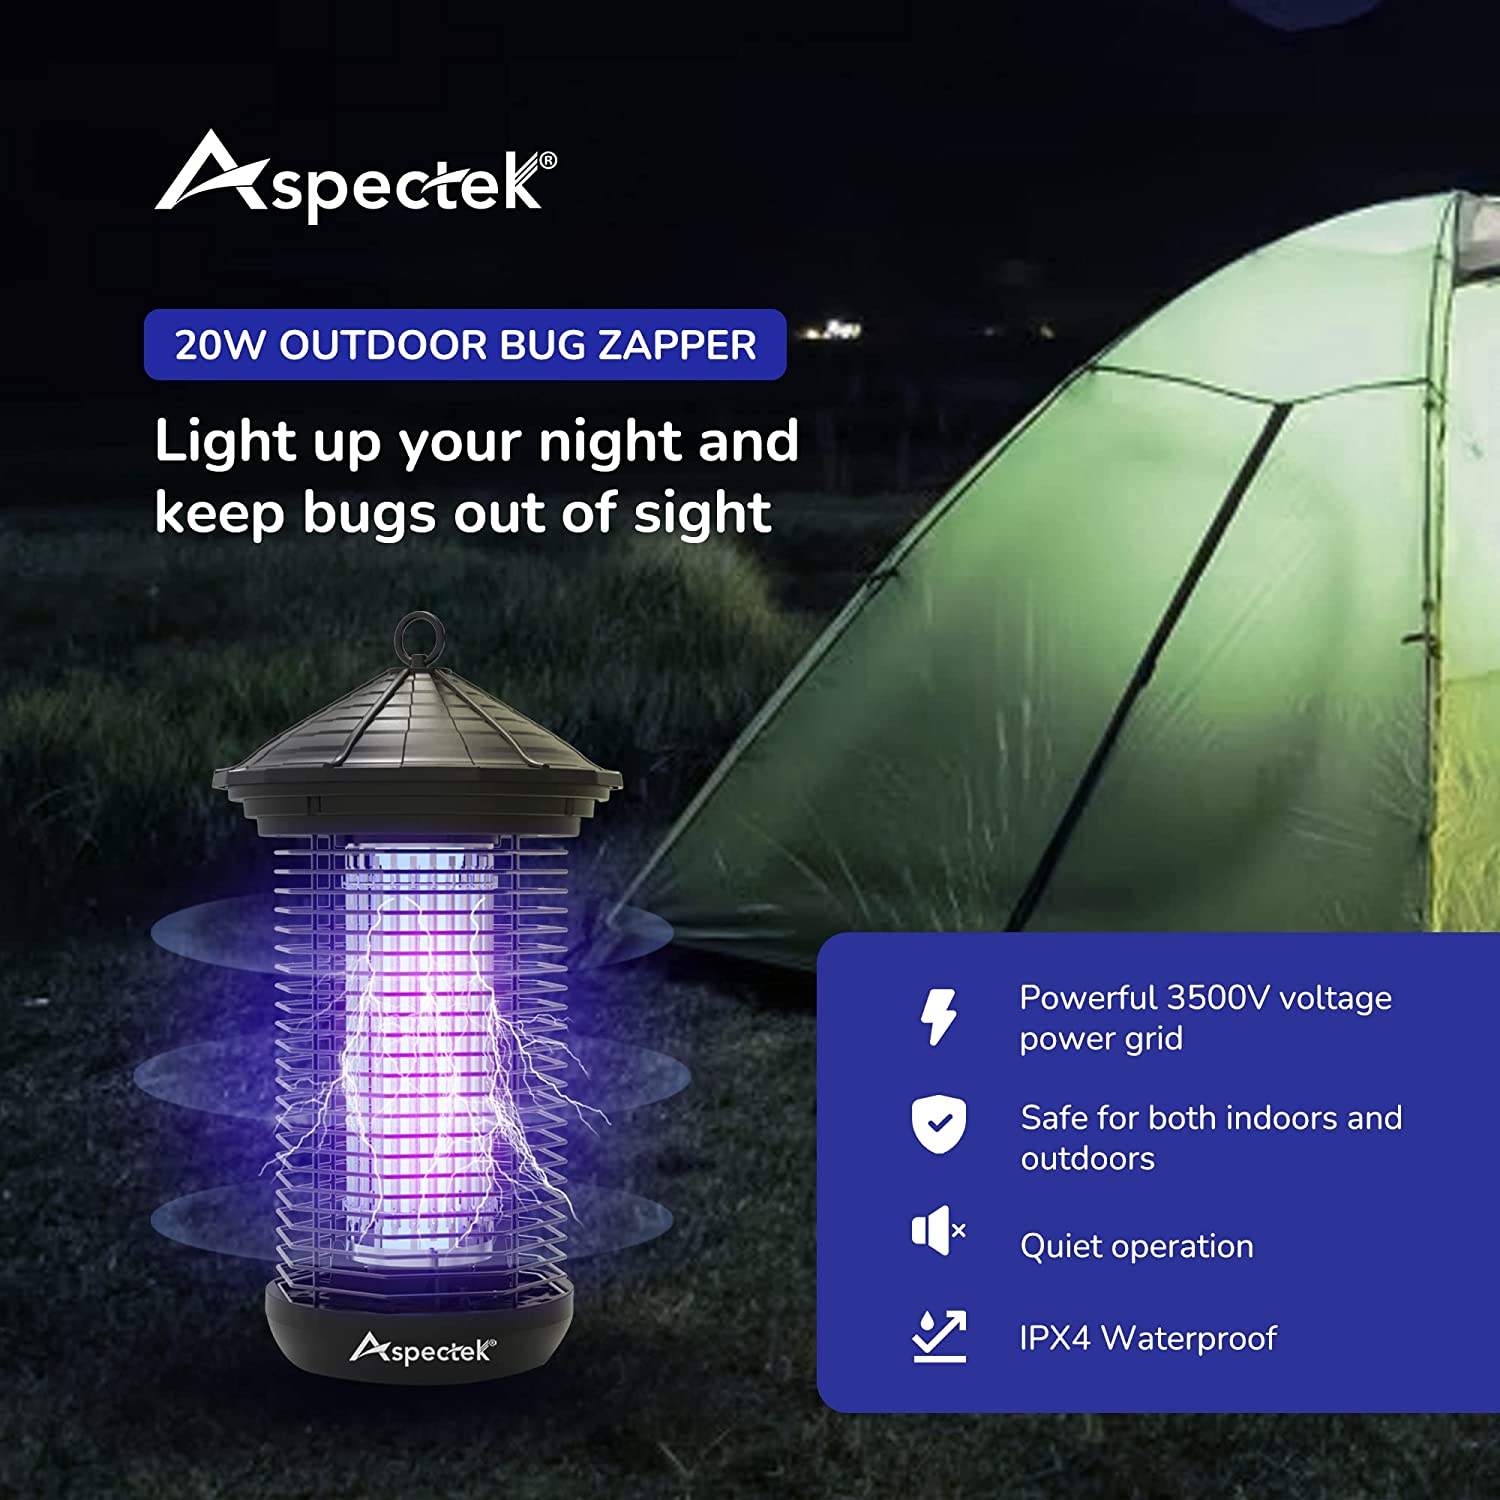 Aspectek®
20W OUTDOOR BUG ZAPPER
Light up your night and
keep bugs out of sight
Powerful 3500V voltage
power grid
Safe for both indoors and
outdoors
Quiet operation
IPX4 Waterproof
Aspectek®